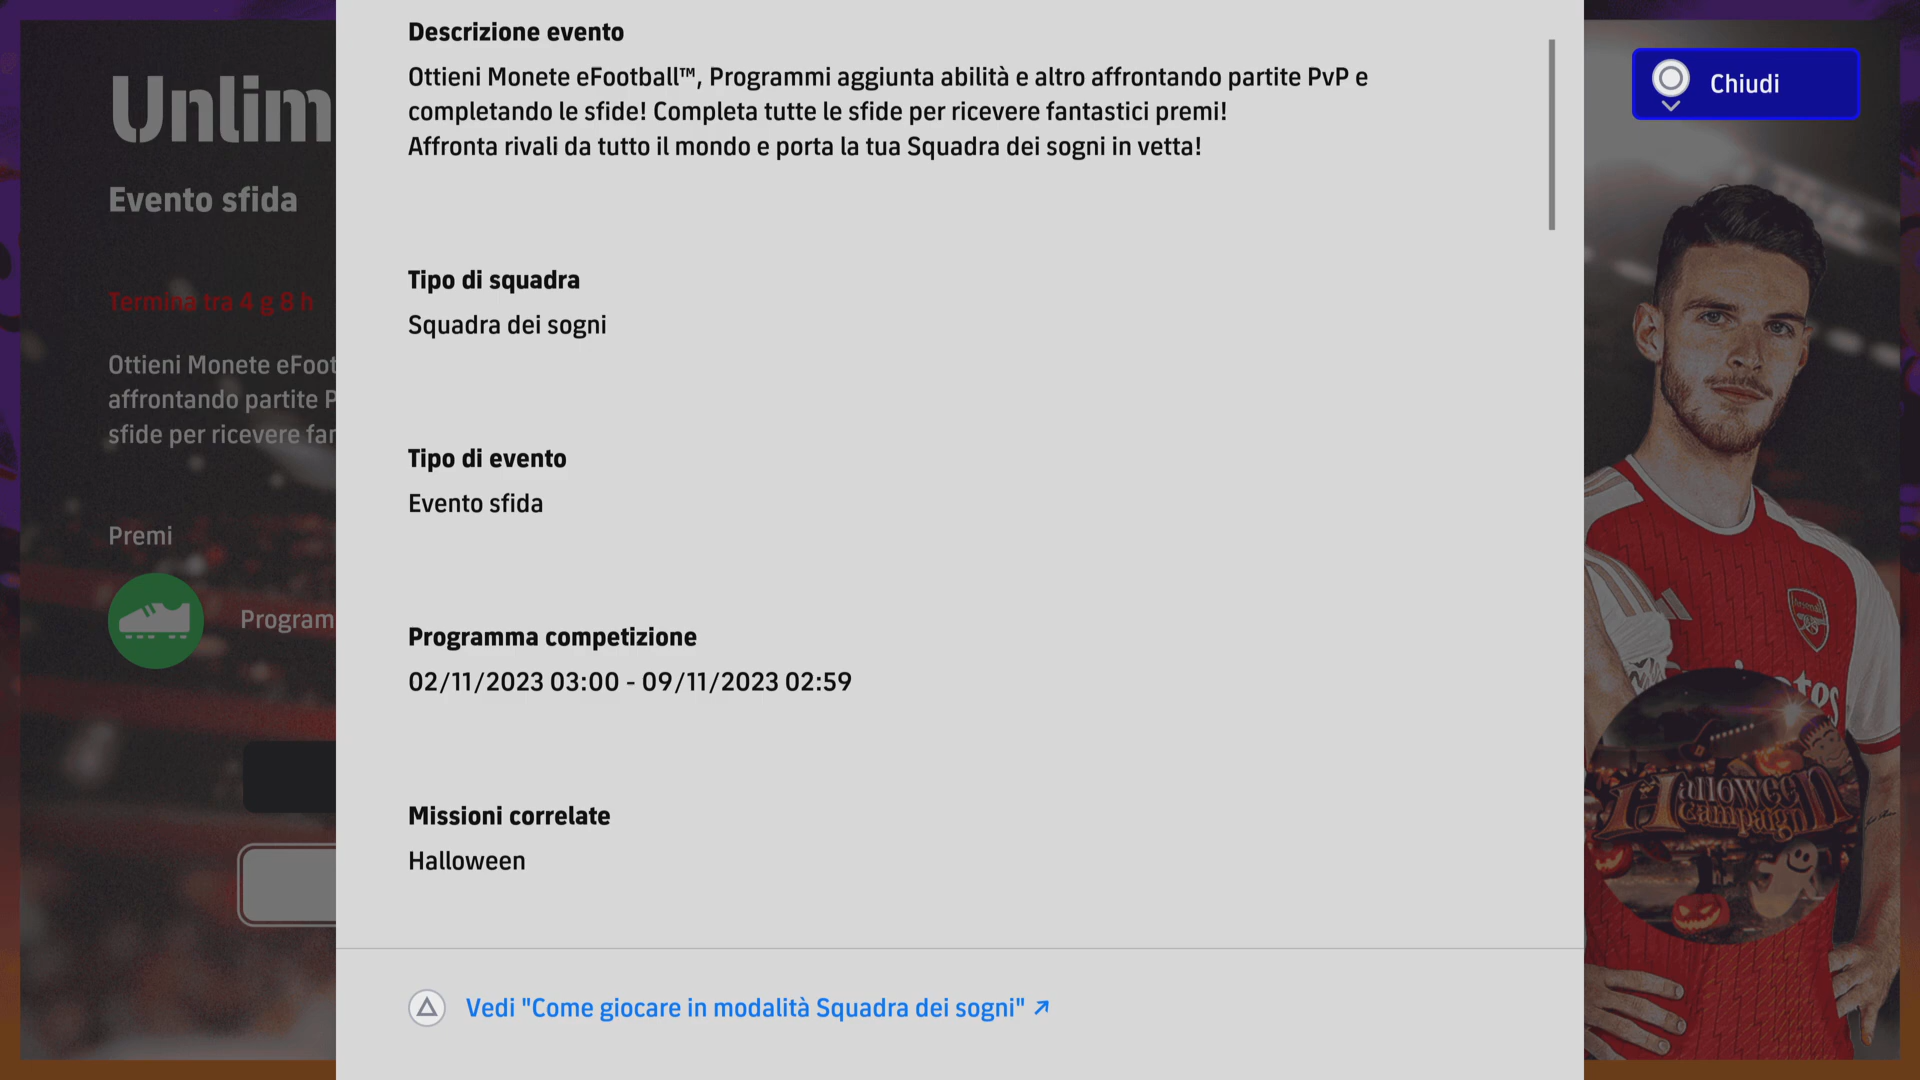 Descrizione evento
Ottieni Monete eFootball™, Programmi aggiunta abilità e altro affrontando partite PvP e
completando le sfide! Completa tutte le sfide per ricevere fantastici premi!
Affronta rivali da tutto il mondo e porta la tua Squadra dei sogni in vetta!
Tipo di squadra
Squadra dei sogni
Tipo di evento
Evento sfida
Programma competizione
02/11/2023 03:00 - 09/11/2023 02:59
Missioni correlate
Halloween
Vedi "Come giocare in modalità Squadra dei sogni"
Chiudi
Unlim
Evento sfida
Termina tra 4 g 8 h
Ottieni Monete eFoot
affrontando partite P
sfide per ricevere fan
Premi
Program
Arsenal
Halloween
Campaign